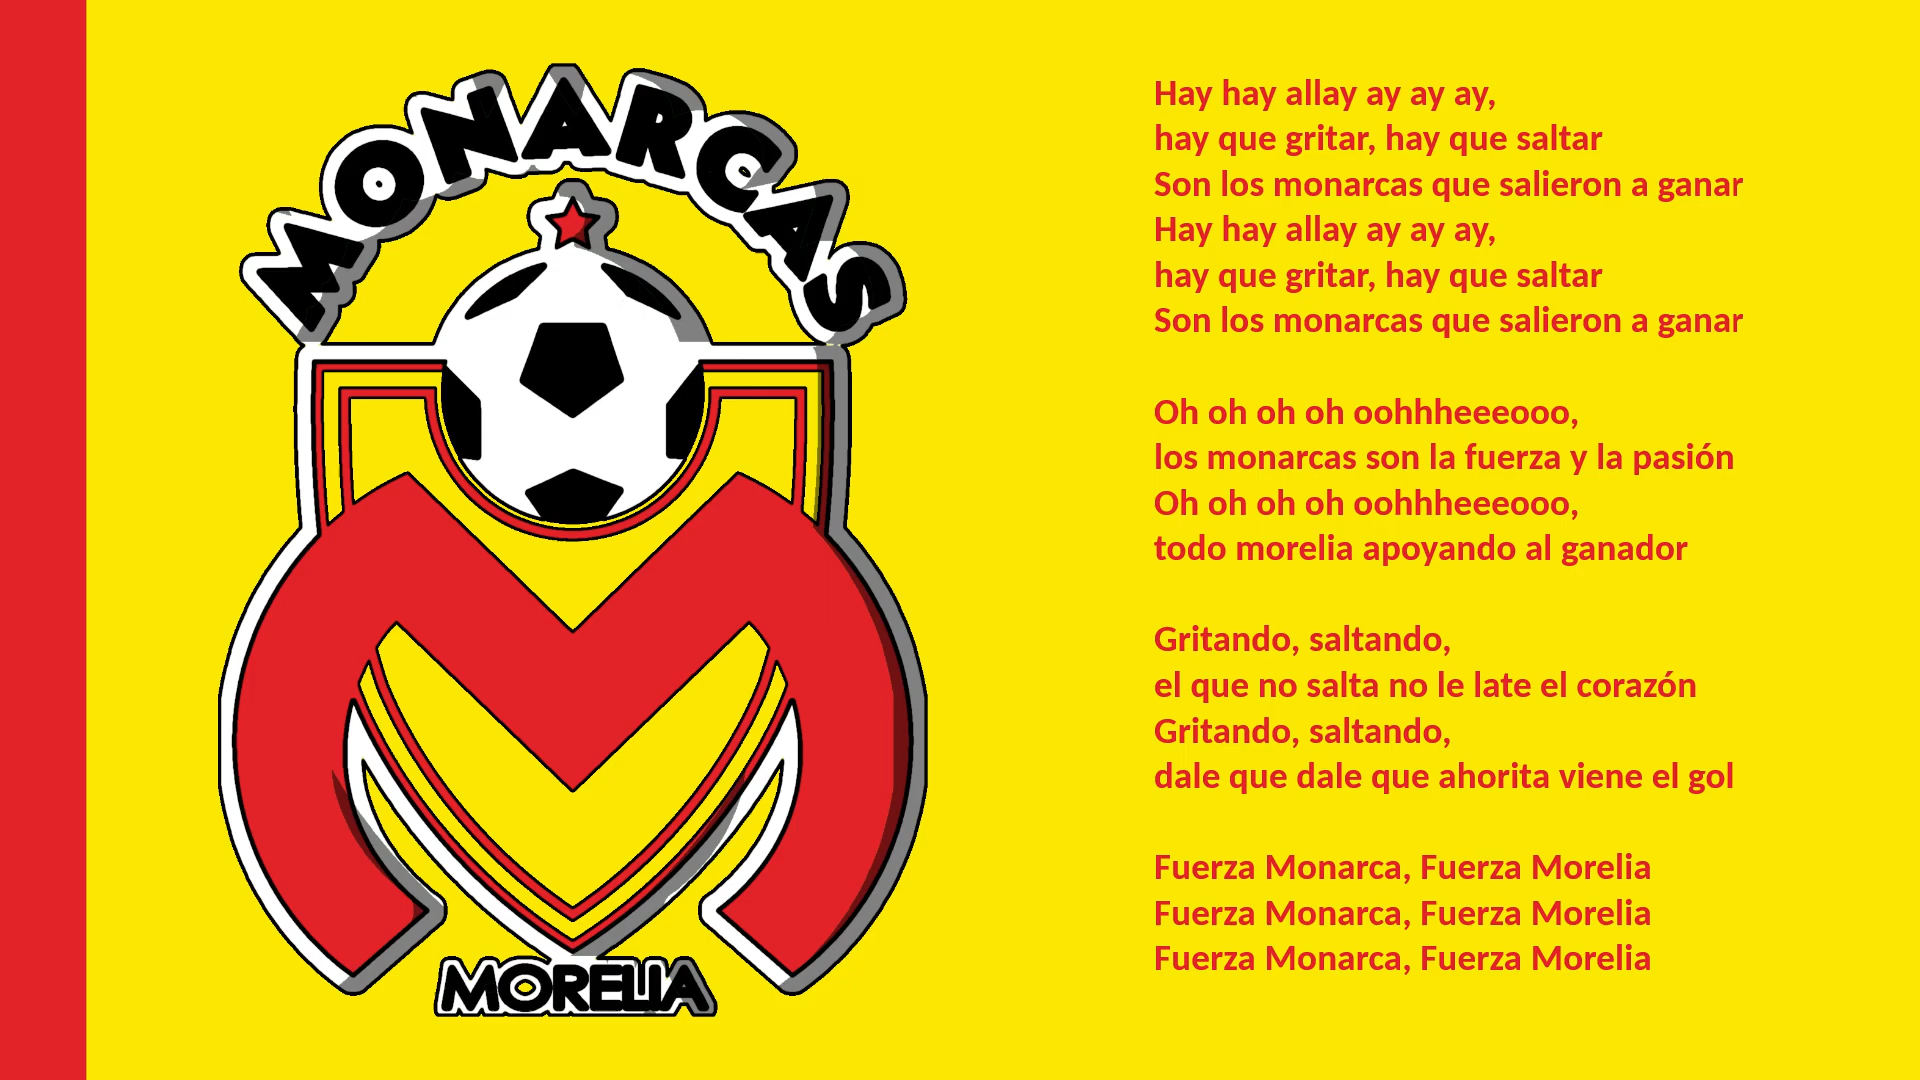 MONARCAS
MORELIA
Hay hay allay ay ay ay,
hay que gritar, hay que saltar
Son los monarcas que salieron a ganar
Hay hay allay ay ay ay,
hay que gritar, hay que saltar
Son los monarcas que salieron a ganar
Oh oh oh oh oohhheeeooo,
los monarcas son la fuerza y la pasión
Oh oh oh oh oohhheeeooo,
todo morelia apoyando al ganador
Gritando, saltando,
el que no salta no le late el corazón
Gritando, saltando,
dale que dale que ahorita viene el gol
Fuerza Monarca, Fuerza Morelia
Fuerza Monarca, Fuerza Morelia
Fuerza Monarca, Fuerza Morelia